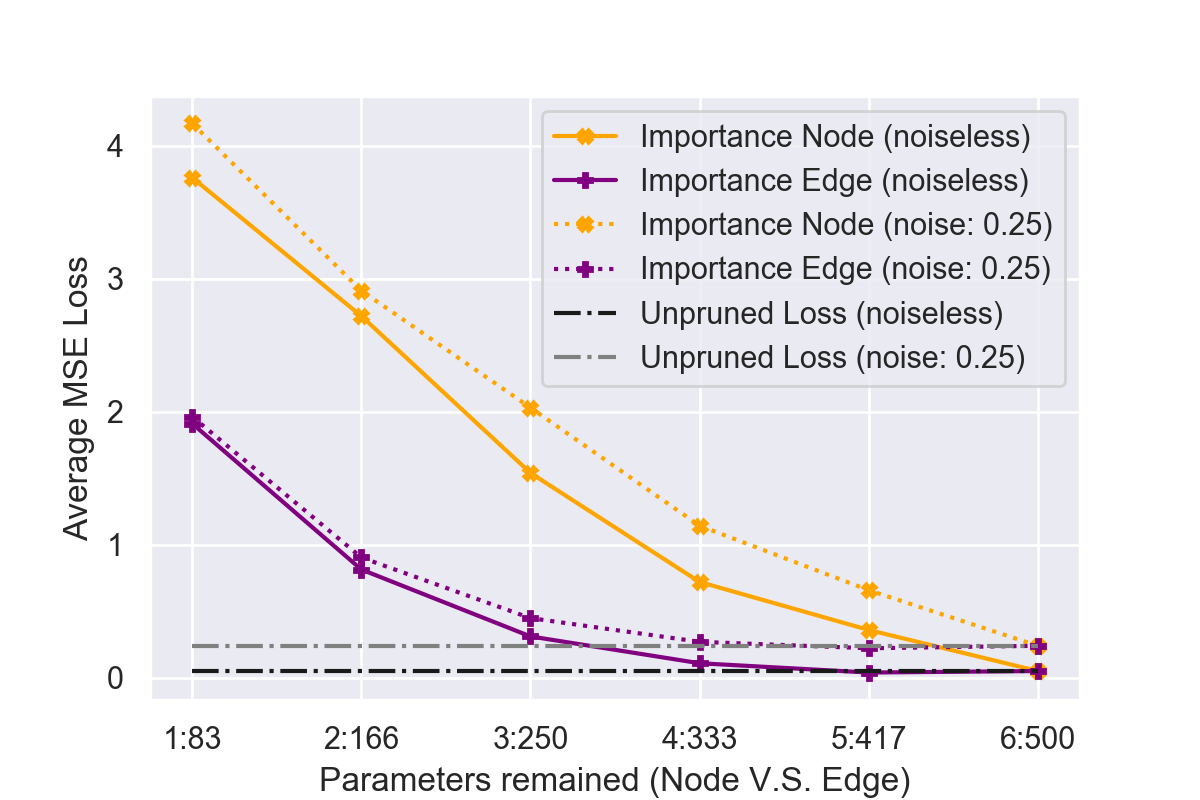 4
3
2
1
0
Average MSE Loss
Importance Node (noiseless)
Importance Edge (noiseless)
Importance Node (noise: 0.25)
Importance Edge (noise: 0.25)
Unpruned Loss (noiseless)
Unpruned Loss (noise: 0.25)
1:83 2:166 3:250 4:333 5:417 6:500
Parameters remained (Node V.S. Edge)